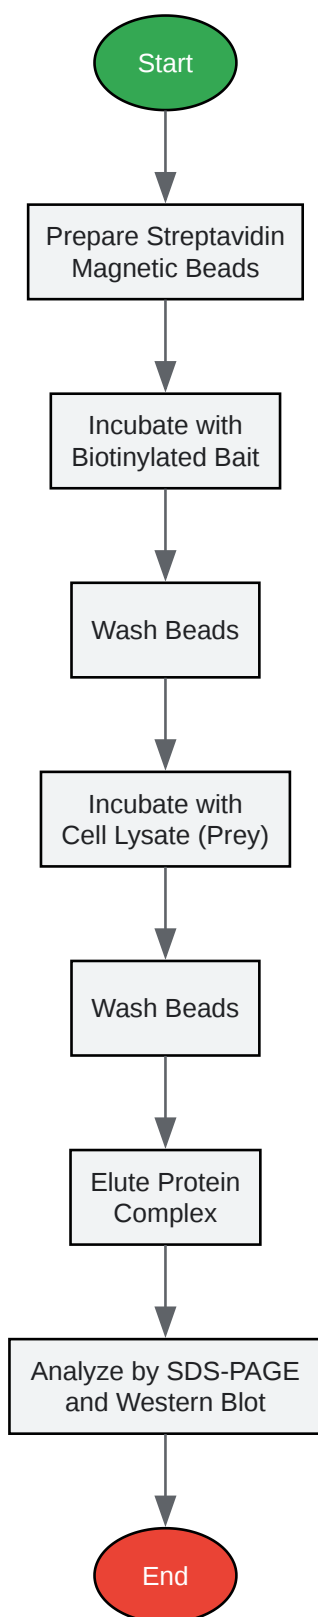 Start
Prepare Streptavidin
Magnetic Beads
Incubate with
Biotinylated Bait
Wash Beads
Incubate with
Cell Lysate (Prey)
Wash Beads
Elute Protein
Complex
Analyze by SDS-PAGE
and Western Blot
End